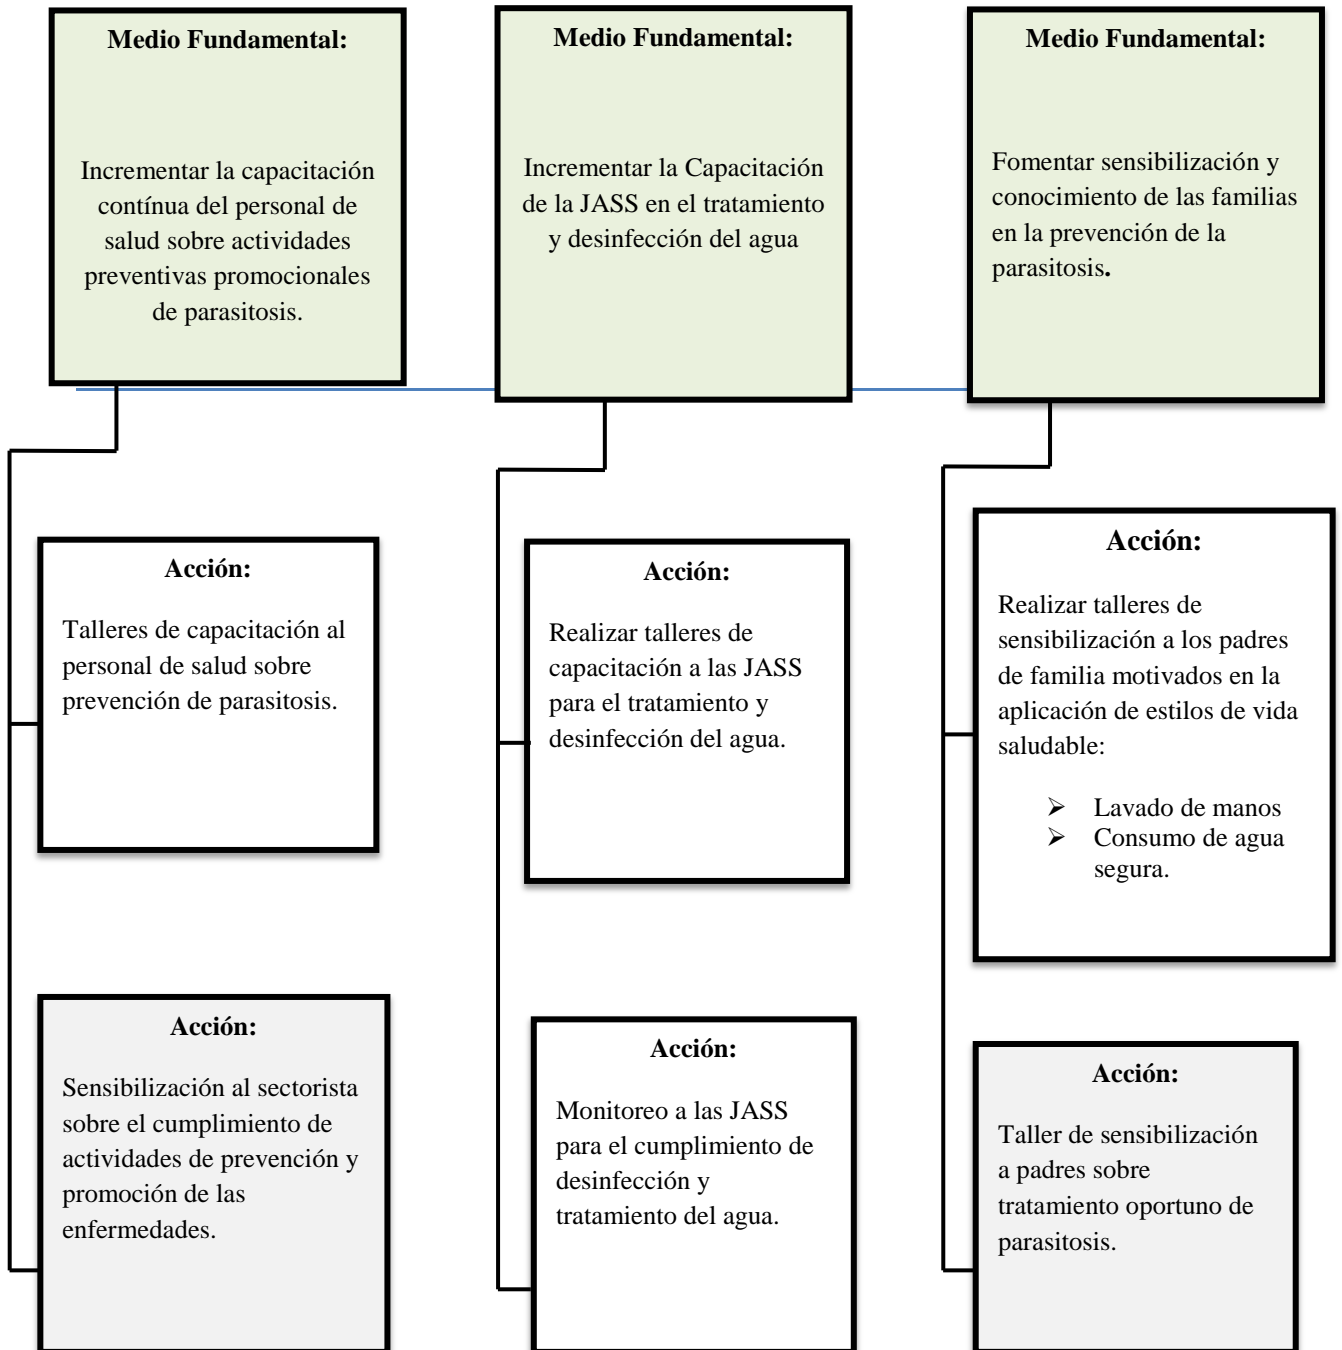 Medio Fundamental:
Incrementar la capacitación
contínua del personal de
salud sobre actividades
preventivas promocionales
de parasitosis.
Medio Fundamental:
Incrementar la Capacitación
de la JASS en el tratamiento
y desinfección del agua
Medio Fundamental:
Fomentar sensibilización y
conocimiento de las familias
en la prevención de la
parasitosis.
Acción:
Talleres de capacitación al
personal de salud sobre
prevención de parasitosis.
Acción:
Realizar talleres de
capacitación a las JASS
para el tratamiento y
desinfección del agua.
Acción:
Realizar talleres de
sensibilización a los padres
de familia motivados en la
aplicación de estilos de vida
saludable:
➢ Lavado de manos
➢ Consumo de agua
segura.
Acción:
Sensibilización al sectorista
sobre el cumplimiento de
actividades de prevención y
promoción de las
enfermedades.
Acción:
Monitoreo a las JASS
para el cumplimiento de
desinfección y
tratamiento del agua.
Acción:
Taller de sensibilización
a padres sobre
tratamiento oportuno de
parasitosis.